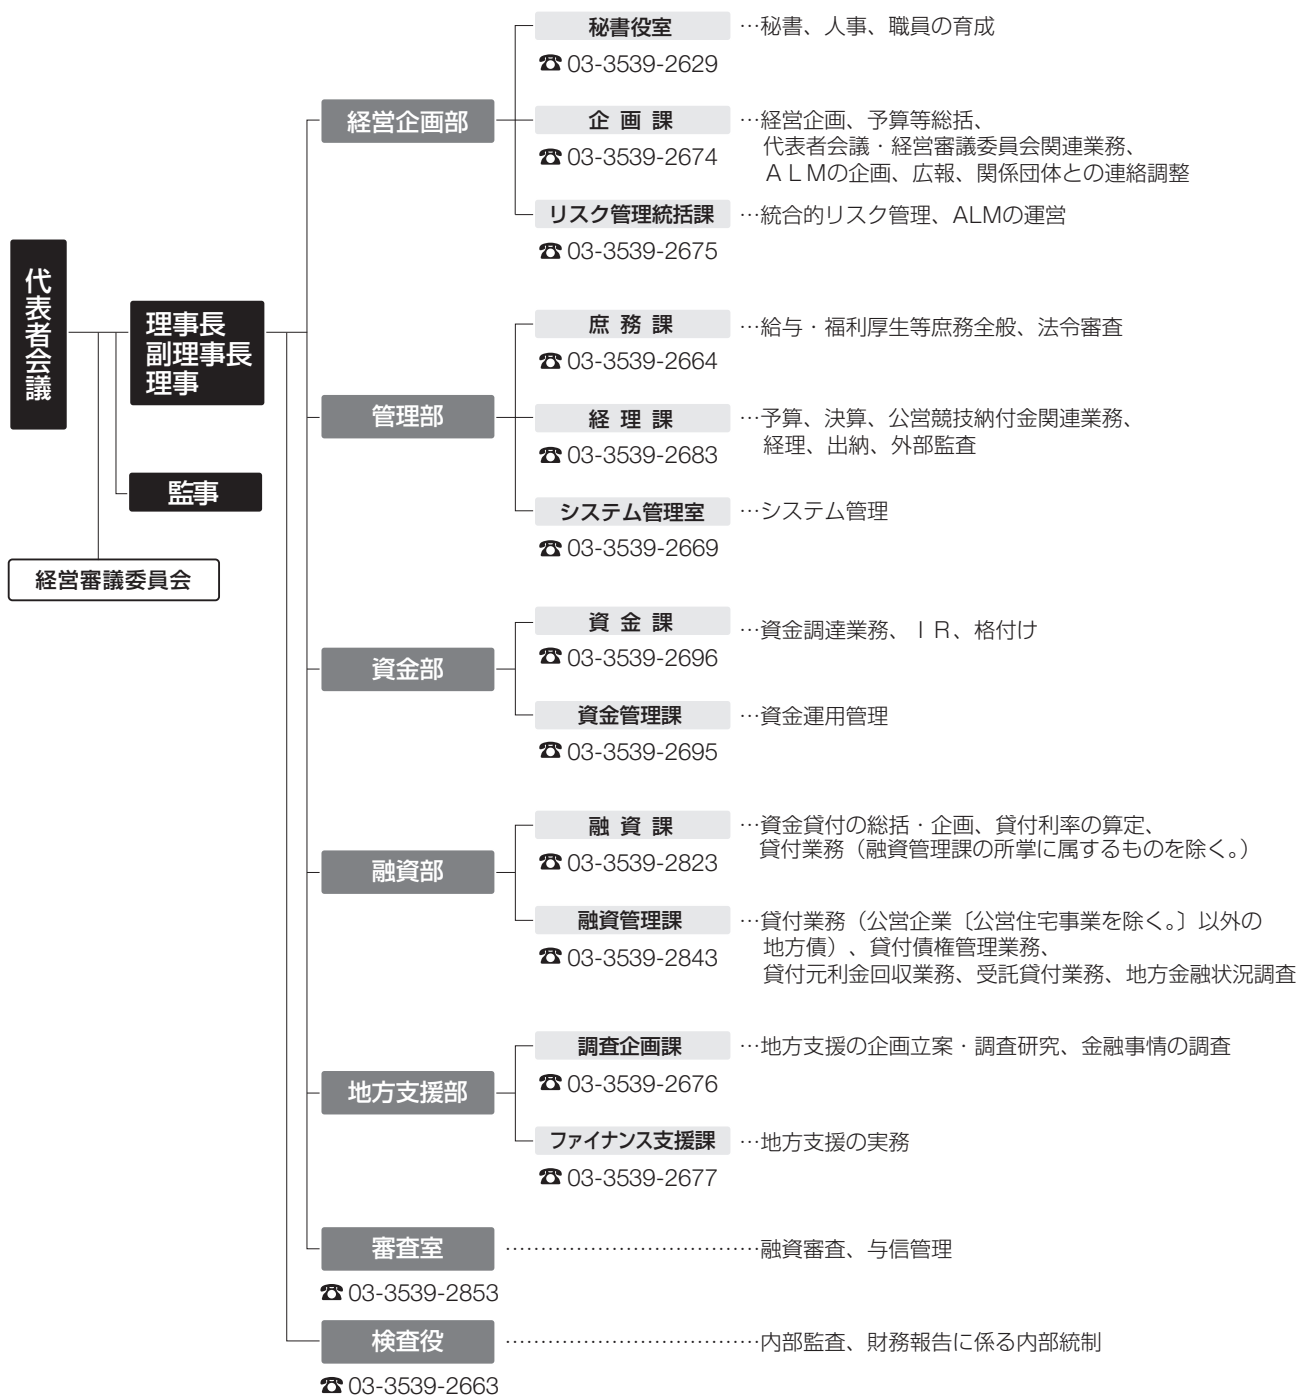 代表者会議
理事長
副理事長
理事
監事
経営審議委員会
経営企画部
秘書役室 …秘書、人事、職員の育成
☎ 03-3539-2629
企画課 …経営企画、予算等総括、
代表者会議・経営審議委員会関連業務、
ＡＬＭの企画、広報、関係団体との連絡調整
☎ 03-3539-2674
リスク管理統括課 …統合的リスク管理、ALMの運営
☎ 03-3539-2675
管理部
庶務課 …給与・福利厚生等庶務全般、法令審査
☎ 03-3539-2664
経理課 …予算、決算、公営競技納付金関連業務、
経理、出納、外部監査
☎ 03-3539-2683
システム管理室 …システム管理
☎ 03-3539-2669
資金部
資金課 …資金調達業務、ＩＲ、格付け
☎ 03-3539-2696
資金管理課 …資金運用管理
☎ 03-3539-2695
融資部
融資課 …資金貸付の総括・企画、貸付利率の算定、
貸付業務（融資管理課の所掌に属するものを除く。）
☎ 03-3539-2823
融資管理課 …貸付業務（公営企業〔公営住宅事業を除く。〕以外の
地方債）、貸付債権管理業務、
貸付元利金回収業務、受託貸付業務、地方金融状況調査
☎ 03-3539-2843
地方支援部
調査企画課 …地方支援の企画立案・調査研究、金融事情の調査
☎ 03-3539-2676
ファイナンス支援課 …地方支援の実務
☎ 03-3539-2677
審査室 …………………………………融資審査、与信管理
☎ 03-3539-2853
検査役 …………………………………内部監査、財務報告に係る内部統制
☎ 03-3539-2663